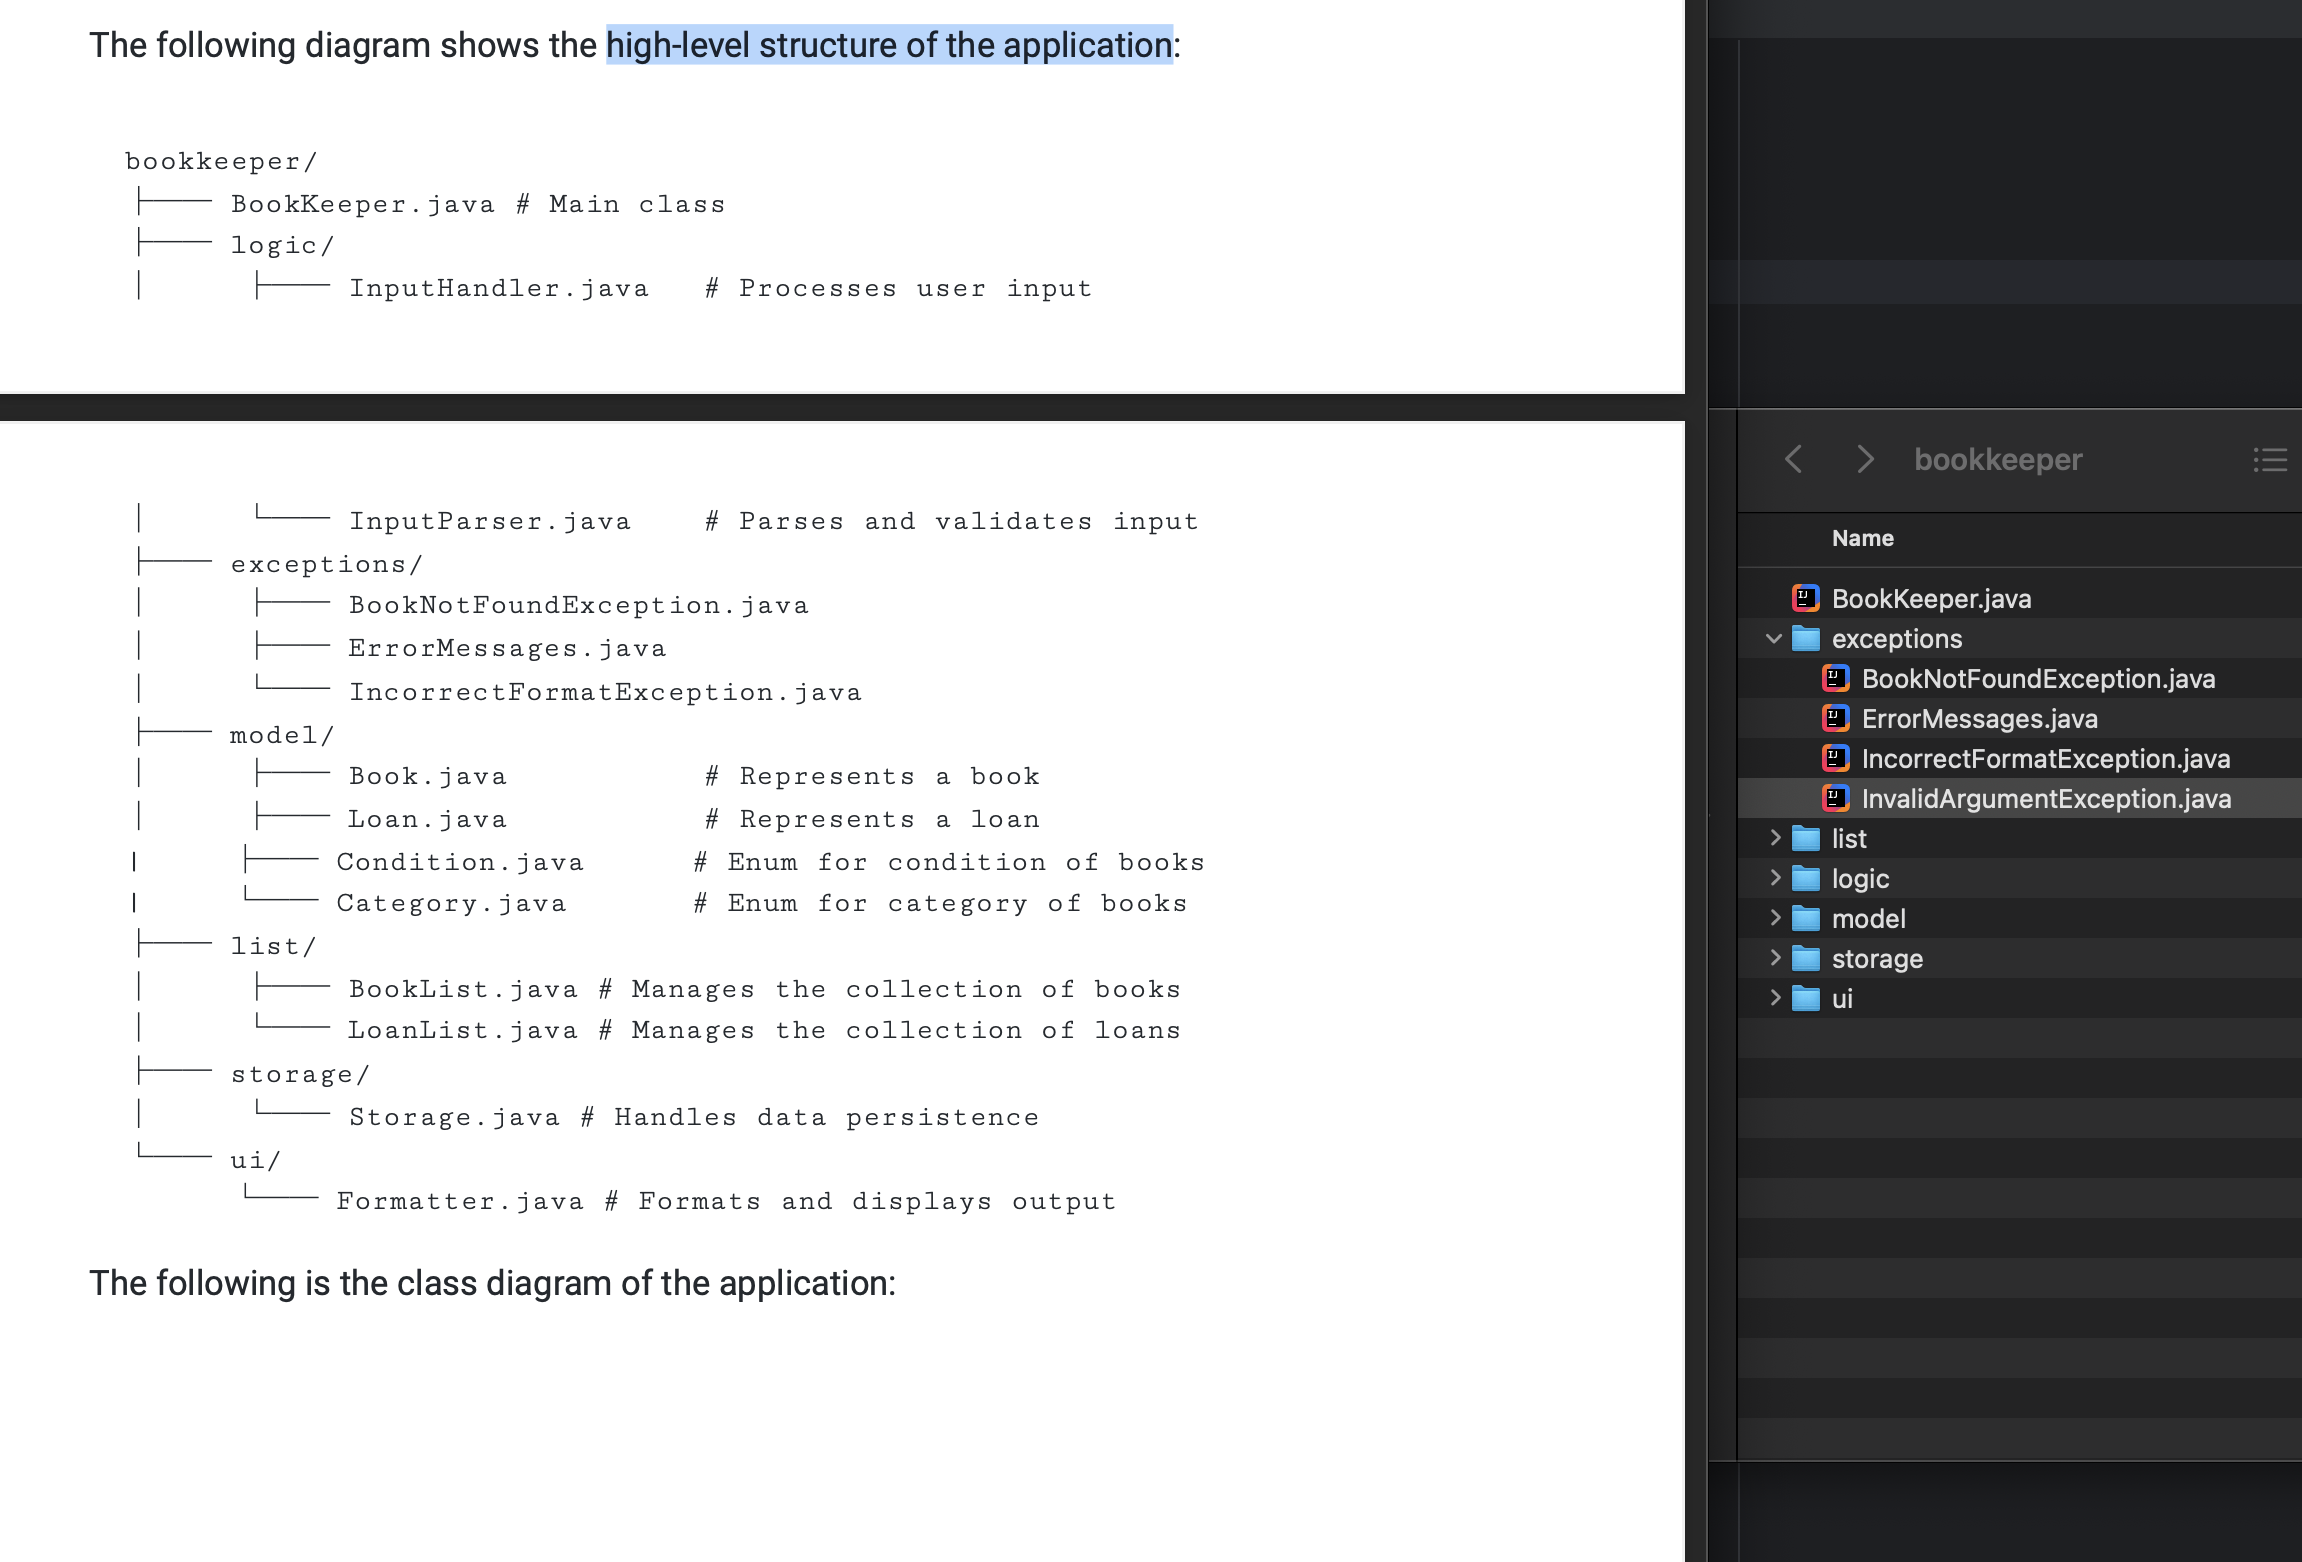 The following diagram shows the high-level structure of the application:
bookkeeper/
├── BookKeeper.java # Main class
├── logic/
│ ├── InputHandler.java # Processes user input
│ └── InputParser.java # Parses and validates input
├── exceptions/
│ ├── BookNotFoundException.java
│ ├── ErrorMessages.java
│ └── IncorrectFormatException.java
├── model/
│ ├── Book.java # Represents a book
│ ├── Loan.java # Represents a loan
| ├── Condition.java # Enum for condition of books
| └── Category.java # Enum for category of books
├── list/
│ ├── BookList.java # Manages the collection of books
│ └── LoanList.java # Manages the collection of loans
├── storage/
│ └── Storage.java # Handles data persistence
└── ui/
└── Formatter.java # Formats and displays output
The following is the class diagram of the application:
bookkeeper
Name
BookKeeper.java
exceptions
BookNotFoundException.java
ErrorMessages.java
IncorrectFormatException.java
InvalidArgumentException.java
list
logic
model
storage
ui